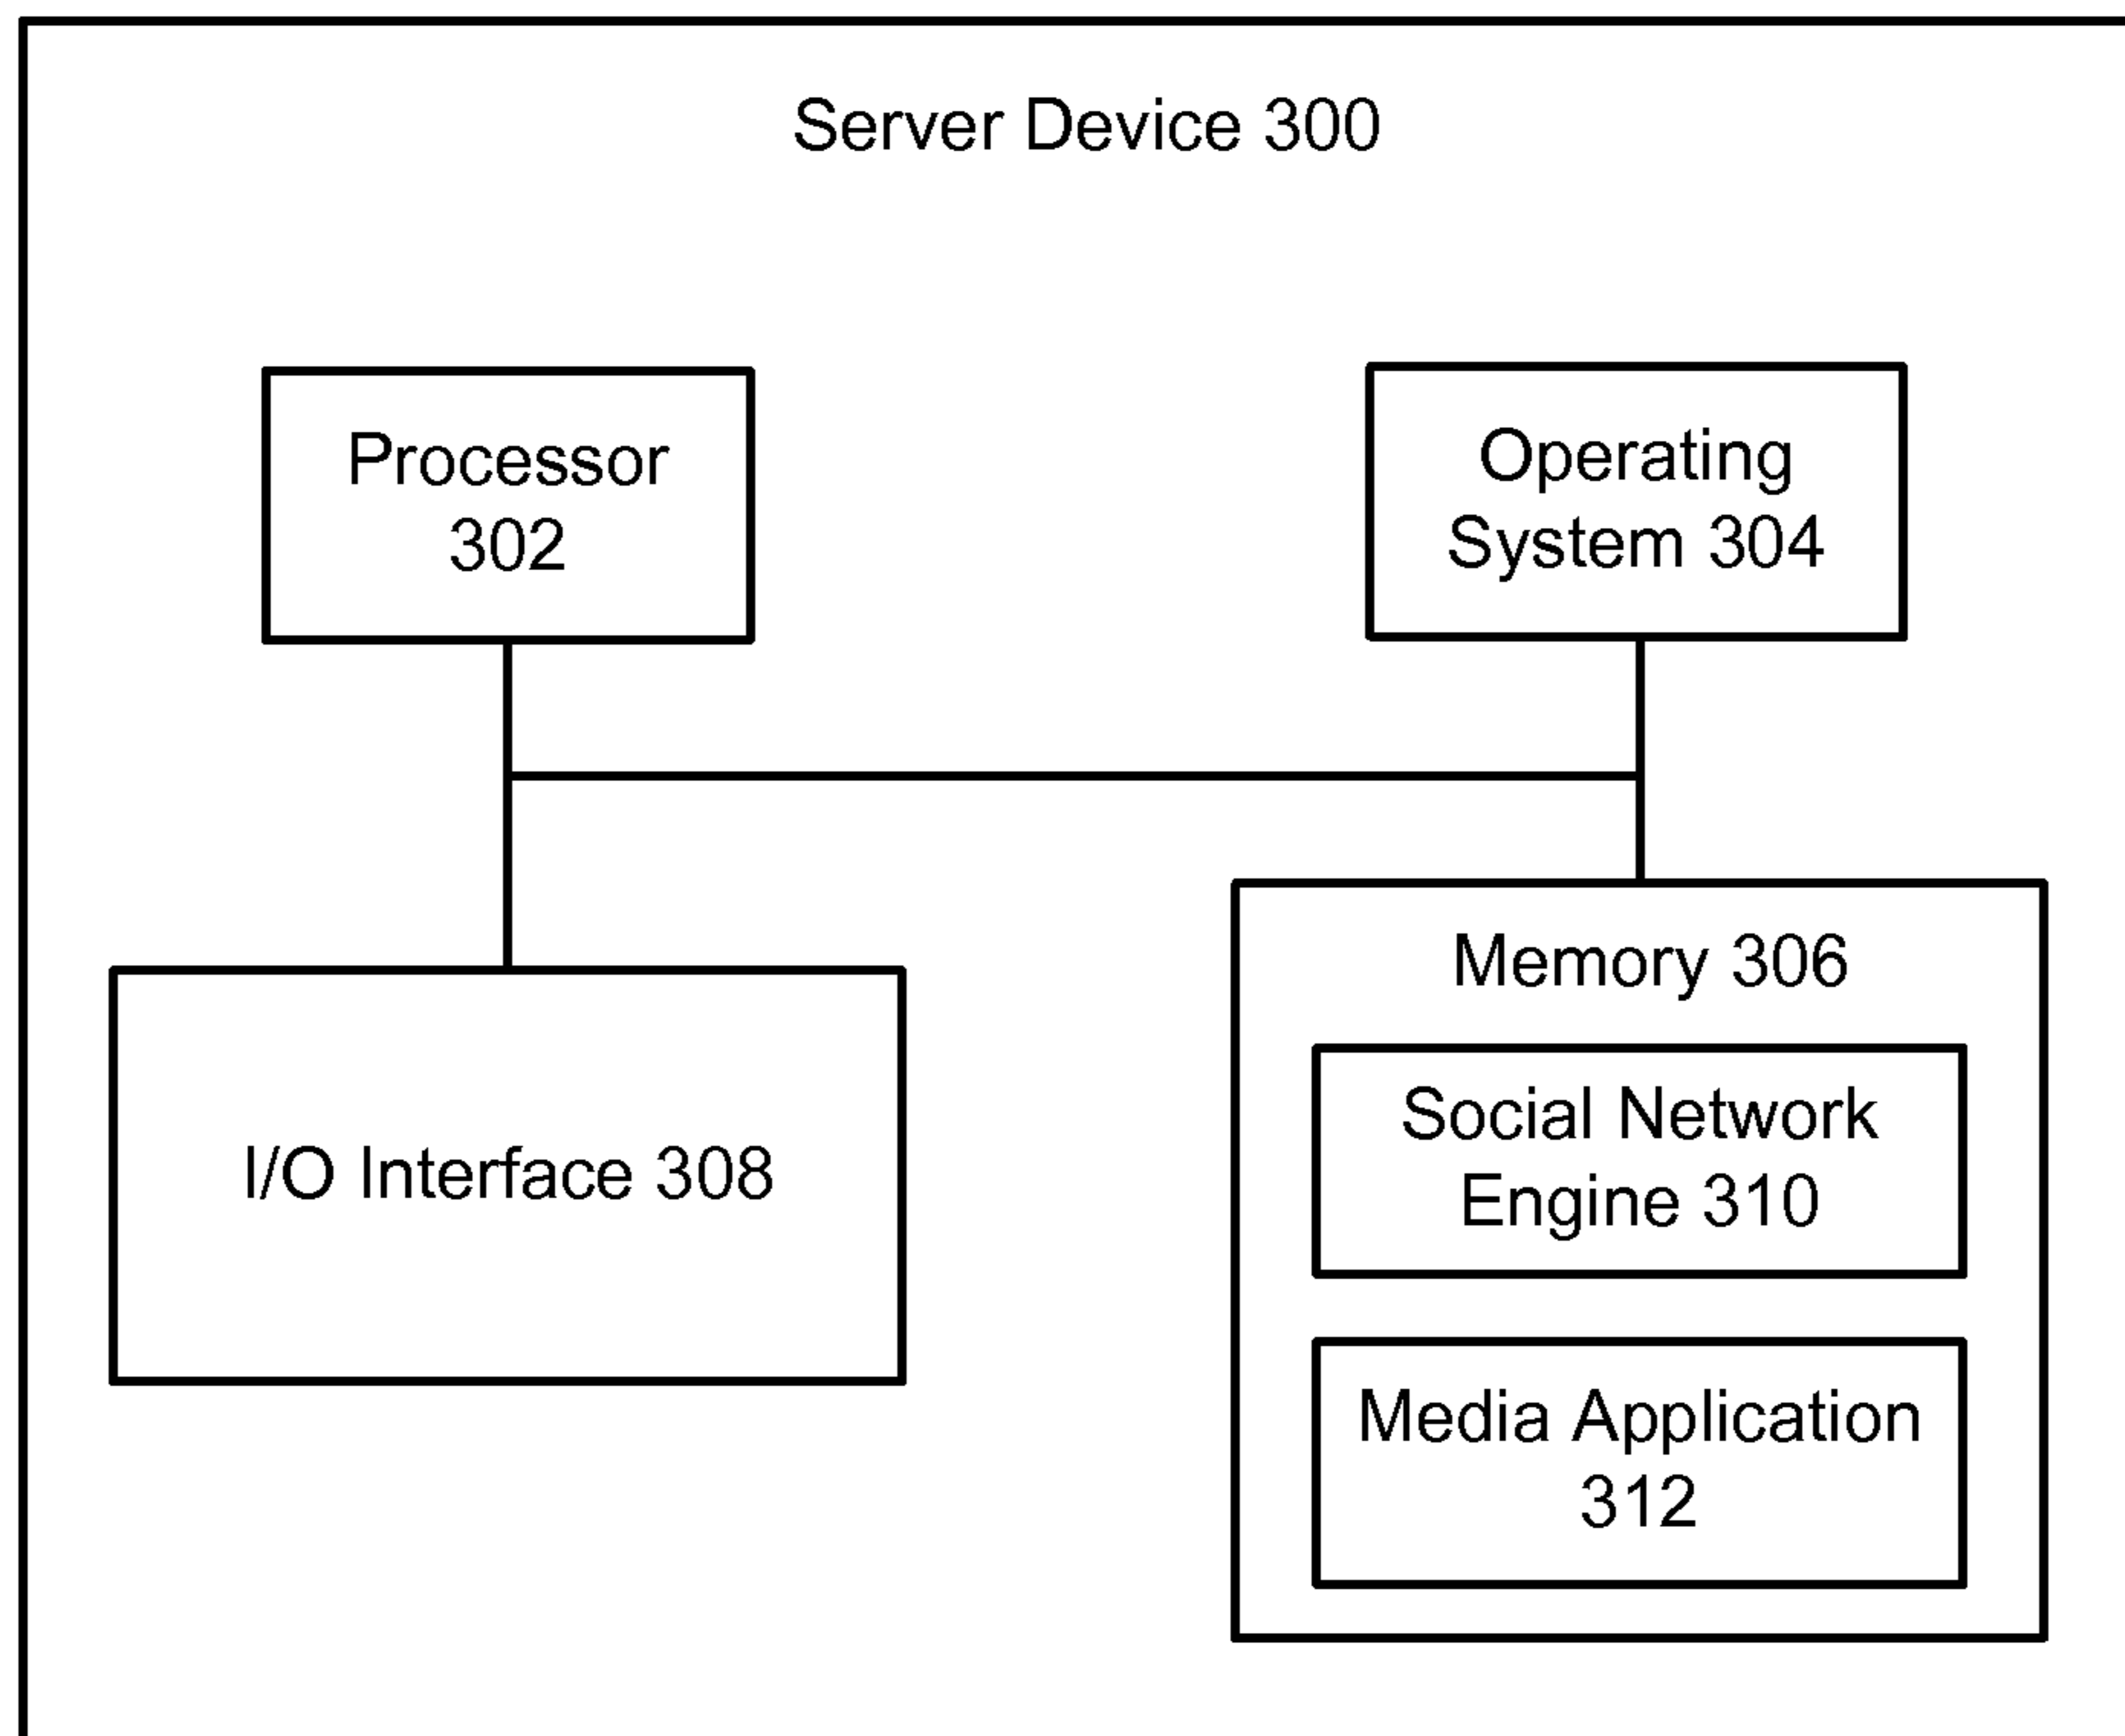 Server Device 300
Processor
302
Operating
System 304
I/O Interface 308
Memory 306
Social Network
Engine 310
Media Application
312